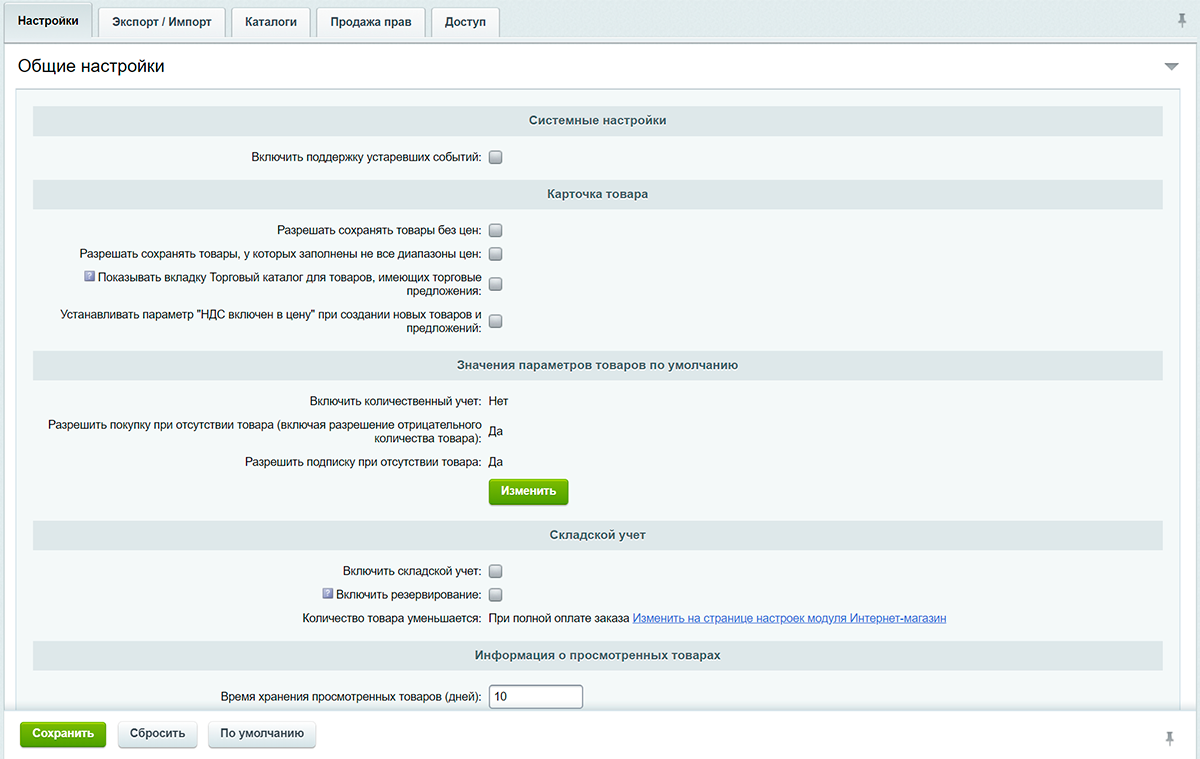 Настройки
Экспорт / Импорт
Каталоги
Продажа прав
Доступ
Общие настройки
Системные настройки
Включить поддержку устаревших событий:
Карточка товара
Разрешать сохранять товары без цен:
Разрешать сохранять товары, у которых заполнены не все диапазоны цен:
? Показывать вкладку Торговый каталог для товаров, имеющих торговые
предложения:
Устанавливать параметр "НДС включен в цену" при создании новых товаров и
предложений:
Значения параметров товаров по умолчанию
Включить количественный учет: Нет
Разрешить покупку при отсутствии товара (включая разрешение отрицательного
количества товара): Да
Разрешить подписку при отсутствии товара: Да
Изменить
Складской учет
Включить складской учет:
? Включить резервирование:
Количество товара уменьшается: При полной оплате заказа Изменить на странице настроек модуля Интернет-магазин
Информация о просмотренных товарах
Время хранения просмотренных товаров (дней): 10
Сохранить
Сбросить
По умолчанию